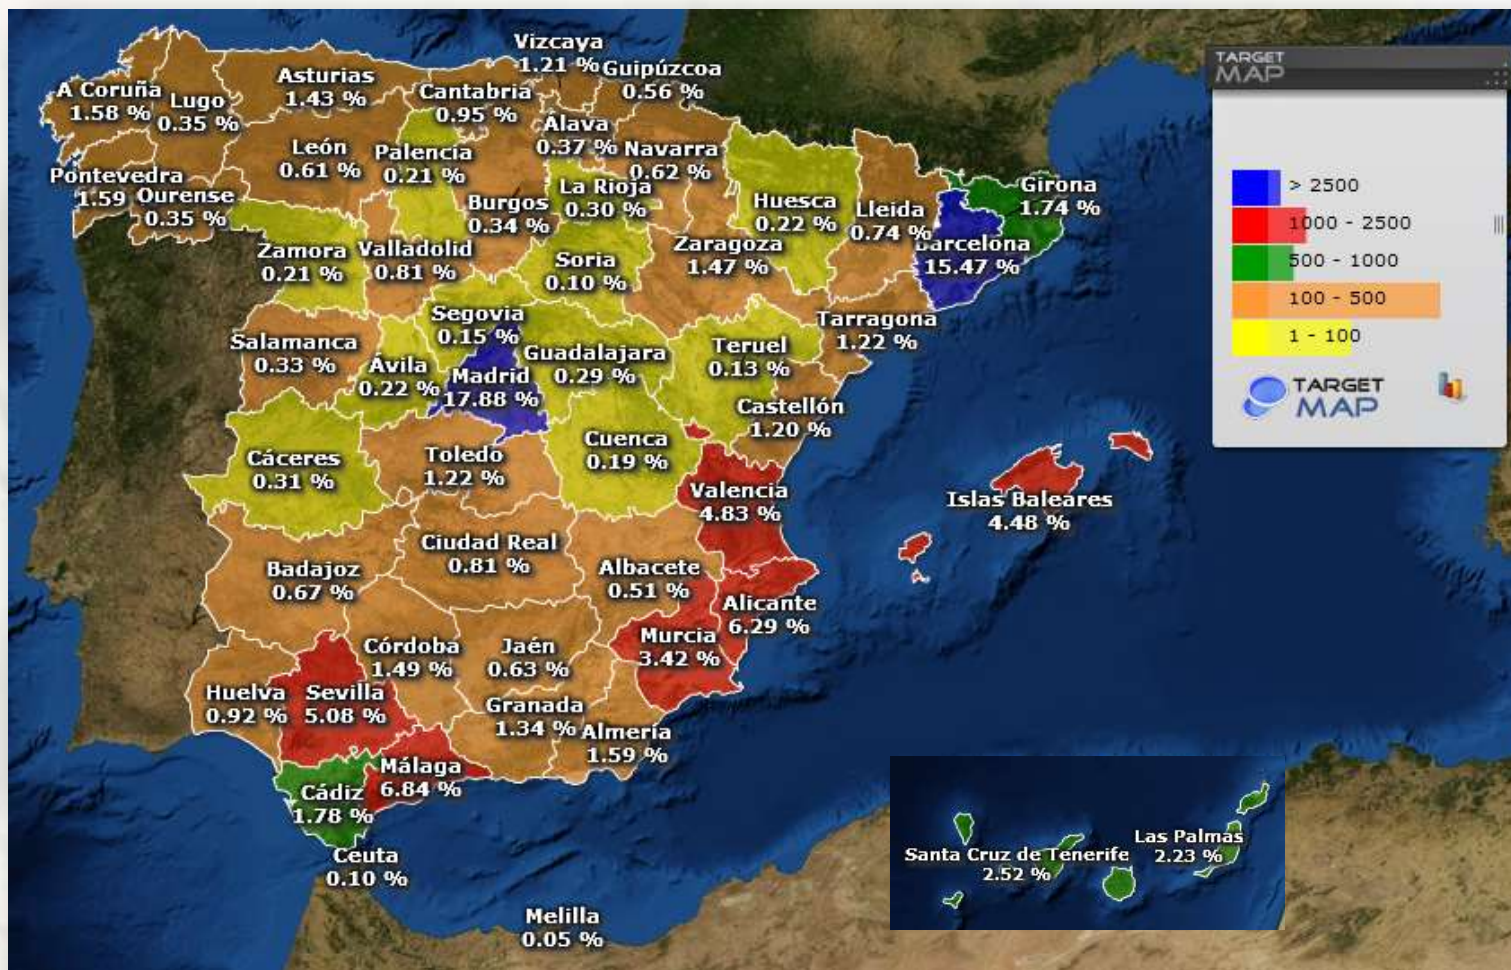 Vizcaya
1.21 %
Guipúzcoa
0.56 %
Asturias
1.43 %
Cantabria
0.95 %
A Coruña
1.58 %
Lugo
0.35 %
Álava
0.37 %
Navarra
0.62 %
León
0.61 %
Palencia
0.21 %
Pontevedra
1.59
Ourense
0.35 %
La Rioja
0.30 %
Burgos
0.34 %
Huesca
0.22 %
Lleida
0.74 %
Girona
1.74 %
Barcelona
15.47 %
Zamora
0.21 %
Valladolid
0.81 %
Soria
0.10 %
Zaragoza
1.47 %
Segovia
0.15 %
Tarragona
1.22 %
Salamanca
0.33 %
Ávila
0.22 %
Madrid
17.88 %
Guadalajara
0.29 %
Teruel
0.13 %
Castellón
1.20 %
Cáceres
0.31 %
Toledo
1.22 %
Cuenca
0.19 %
Valencia
4.83 %
Islas Baleares
4.48 %
Badajoz
0.67 %
Ciudad Real
0.81 %
Albacete
0.51 %
Alicante
6.29 %
Murcia
3.42 %
Córdoba
1.49 %
Jaén
0.63 %
Huelva
0.92 %
Sevilla
5.08 %
Granada
1.34 %
Almería
1.59 %
Málaga
6.84 %
Cádiz
1.78 %
Ceuta
0.10 %
Melilla
0.05 %
Santa Cruz de Tenerife
2.52 %
Las Palmas
2.23 %
TARGET
MAP
> 2500
1000 - 2500
500 - 1000
100 - 500
1 - 100
TARGET
MAP